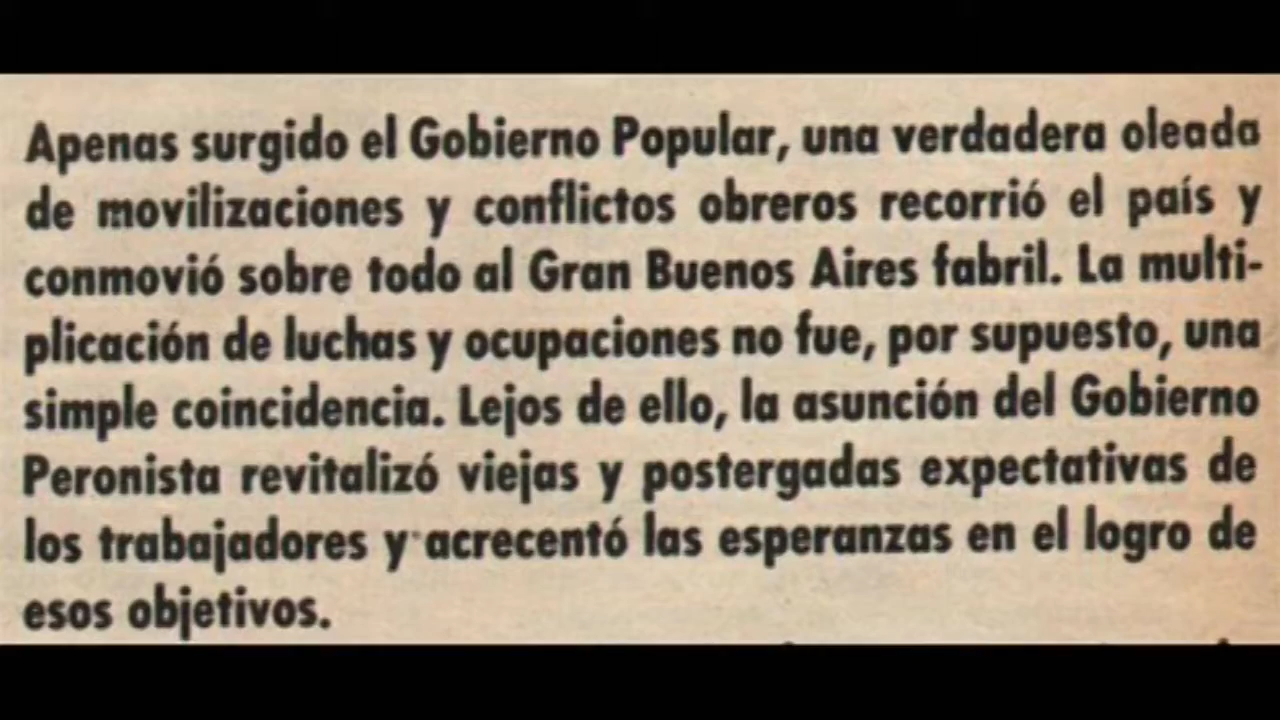 Apenas surgido el Gobierno Popular, una verdadera oleada
de movilizaciones y conflictos obreros recorrió el país y
conmovió sobre todo al Gran Buenos Aires fabril. La multi-
plicación de luchas y ocupaciones no fue, por supuesto, una
simple coincidencia. Lejos de ello, la asunción del Gobierno
Peronista revitalizó viejas y postergadas expectativas de
los trabajadores y acrecentó las esperanzas en el logro de
esos objetivos.